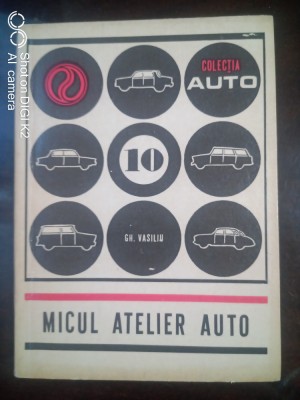 COLECȚIA
AUTO
10
GH. VASILIU
MICUL ATELIER AUTO
Shot on DIGI K2
AI camera